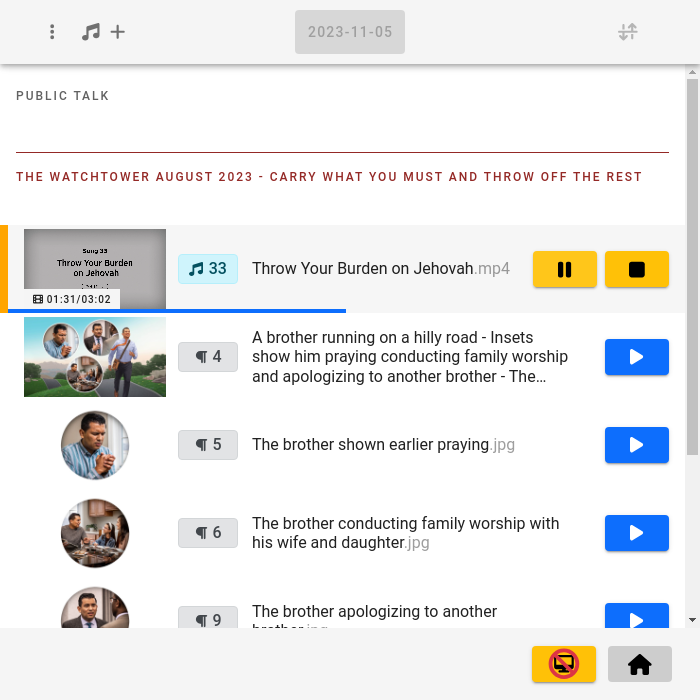 2023-11-05
PUBLIC TALK
THE WATCHTOWER AUGUST 2023 - CARRY WHAT YOU MUST AND THROW OFF THE REST
Song 33
Throw Your Burden
on Jehovah
01:31/03:02
33
Throw Your Burden on Jehovah.mp4
¶ 4
A brother running on a hilly road - Insets
show him praying conducting family worship
and apologizing to another brother - The…
¶ 5
The brother shown earlier praying.jpg
¶ 6
The brother conducting family worship with
his wife and daughter.jpg
¶ 9
The brother apologizing to another
brother.jpg